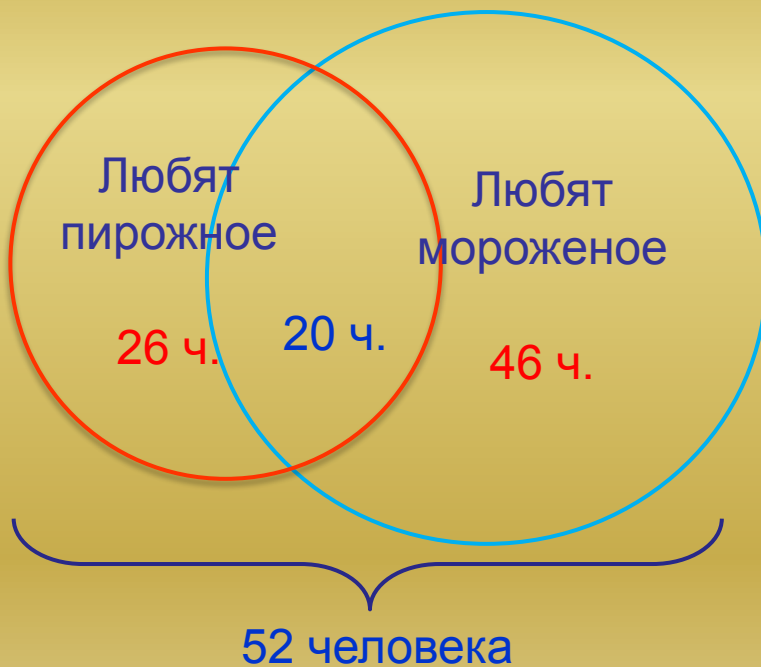 Любят
пирожное
Любят
мороженое
26 ч.
20 ч.
46 ч.
52 человека